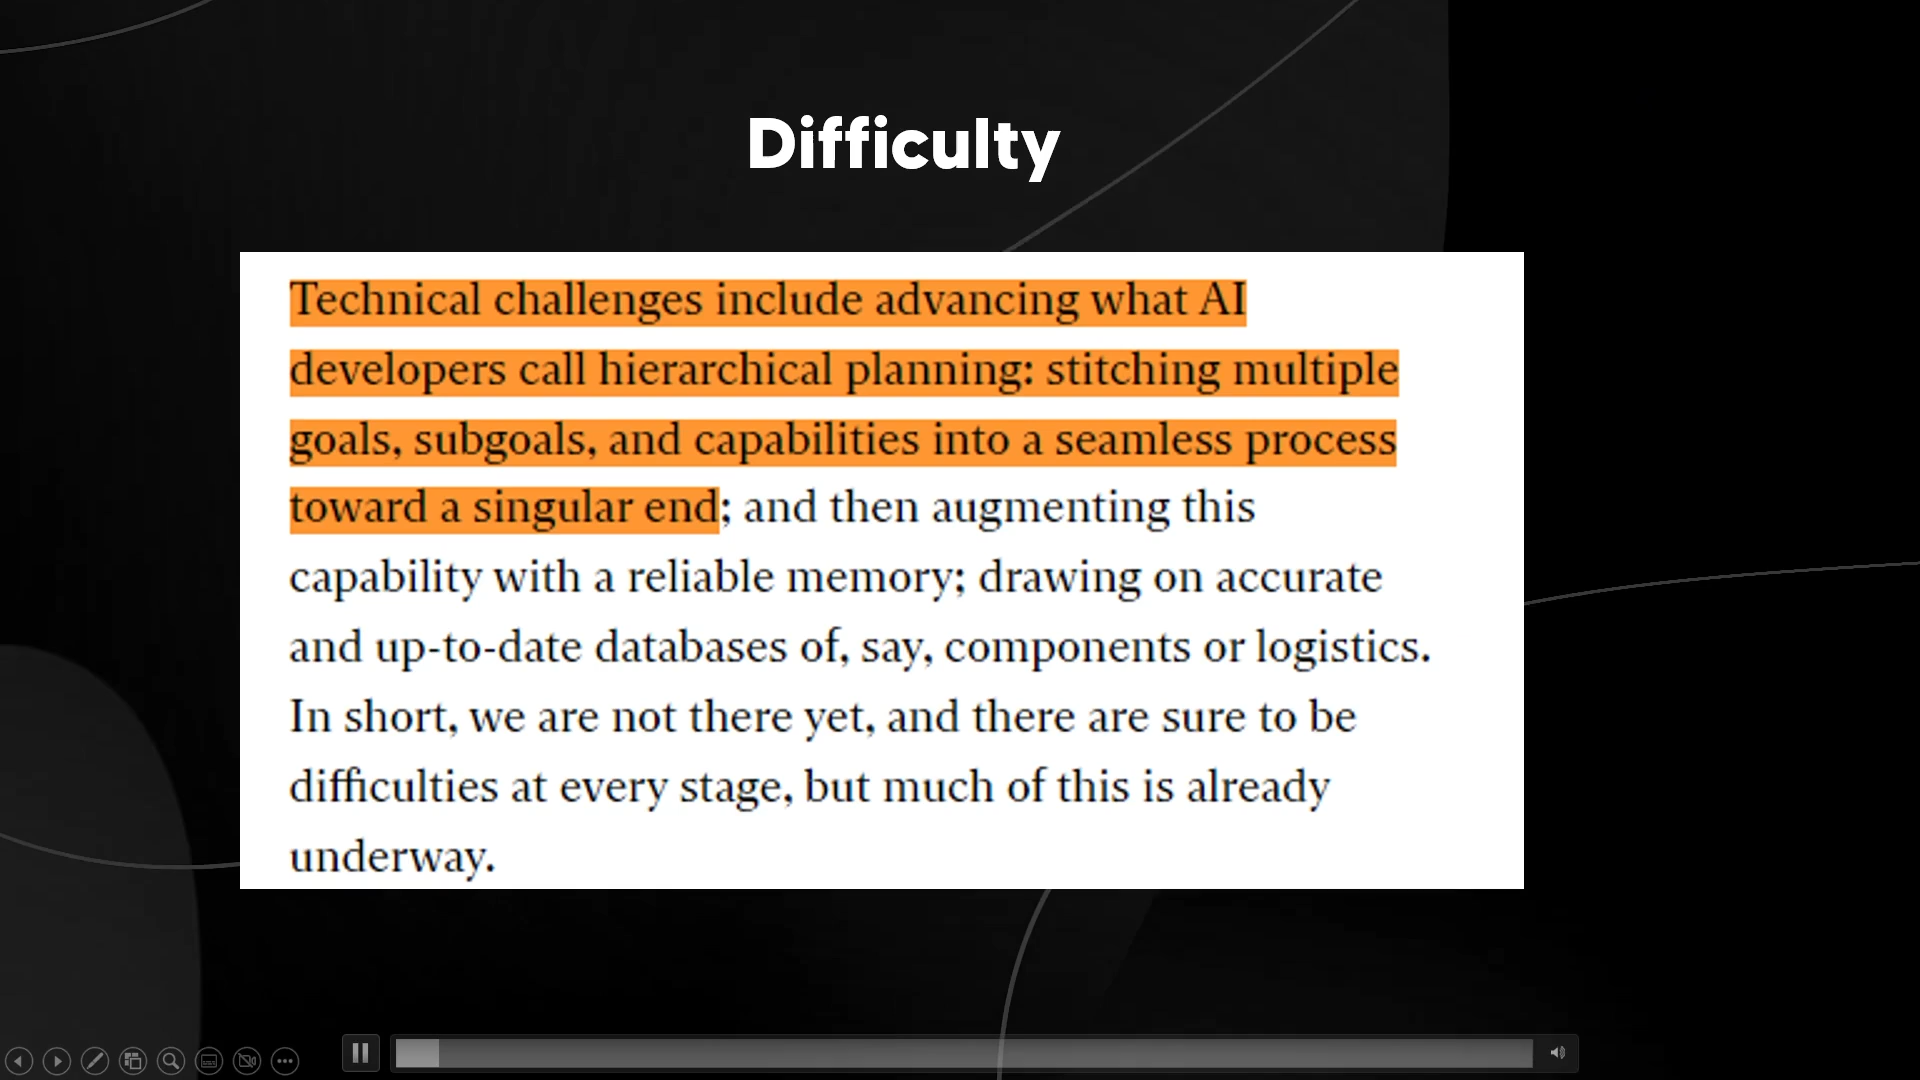 Difficulty
Technical challenges include advancing what AI
developers call hierarchical planning: stitching multiple
goals, subgoals, and capabilities into a seamless process
toward a singular end; and then augmenting this
capability with a reliable memory; drawing on accurate
and up-to-date databases of, say, components or logistics.
In short, we are not there yet, and there are sure to be
difficulties at every stage, but much of this is already
underway.